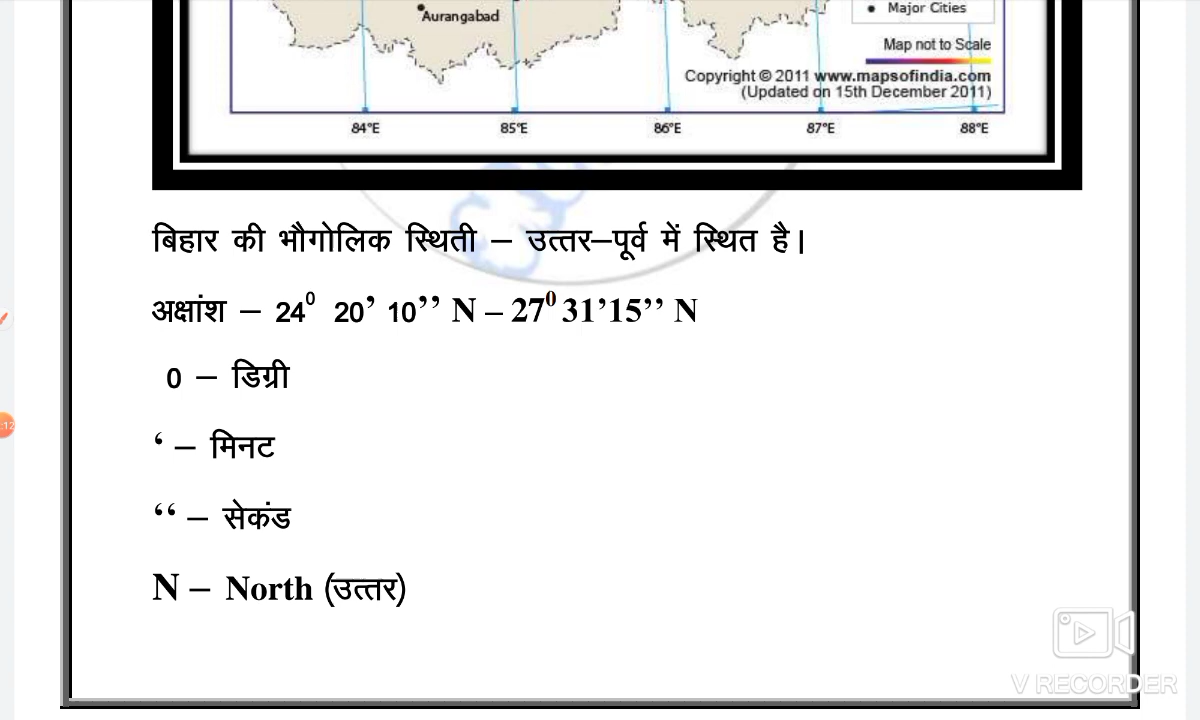 Aurangabad
Major Cities
Map not to Scale
Copyright © 2011 www.mapsofindia.com
(Updated on 15th December 2011)
84°E 85°E 86°E 87°E 88°E
बिहार की भौगोलिक स्थिती – उत्तर–पूर्व में स्थित है।
अक्षांश – 24⁰ 20’ 10’’ N – 27⁰ 31’15’’ N
0 – डिग्री
‘ – मिनट
‘‘ – सेकंड
N – North (उत्तर)
:12
V RECORDER